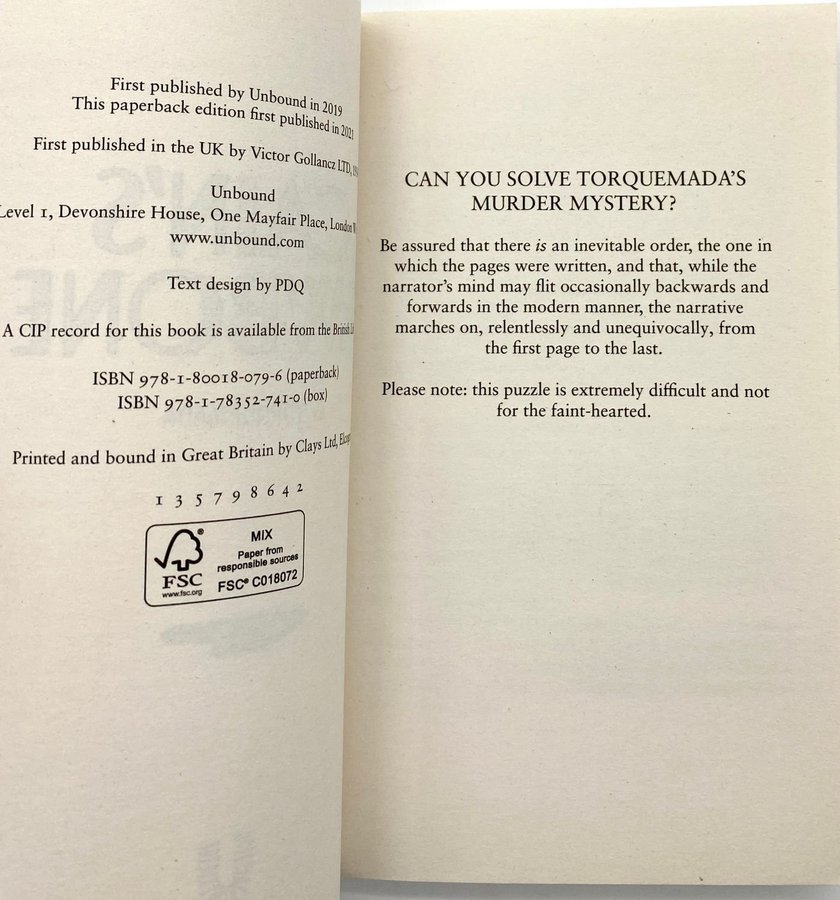 First published by Unbound in 2019
This paperback edition first published in 2021
First published in the UK by Victor Gollancz LTD,
Unbound
Level 1, Devonshire House, One Mayfair Place, London
www.unbound.com
Text design by PDQ
A CIP record for this book is available from the British
ISBN 978-1-80018-079-6 (paperback)
ISBN 978-1-78352-741-0 (box)
Printed and bound in Great Britain by Clays Ltd,
1 3 5 7 9 8 6 4 2
FSC®
www.fsc.org
MIX
Paper from
responsible sources
FSC® C018072
CAN YOU SOLVE TORQUEMADA'S
MURDER MYSTERY?
Be assured that there is an inevitable order, the one in
which the pages were written, and that, while the
narrator's mind may flit occasionally backwards and
forwards in the modern manner, the narrative
marches on, relentlessly and unequivocally, from
the first page to the last.
Please note: this puzzle is extremely difficult and not
for the faint-hearted.